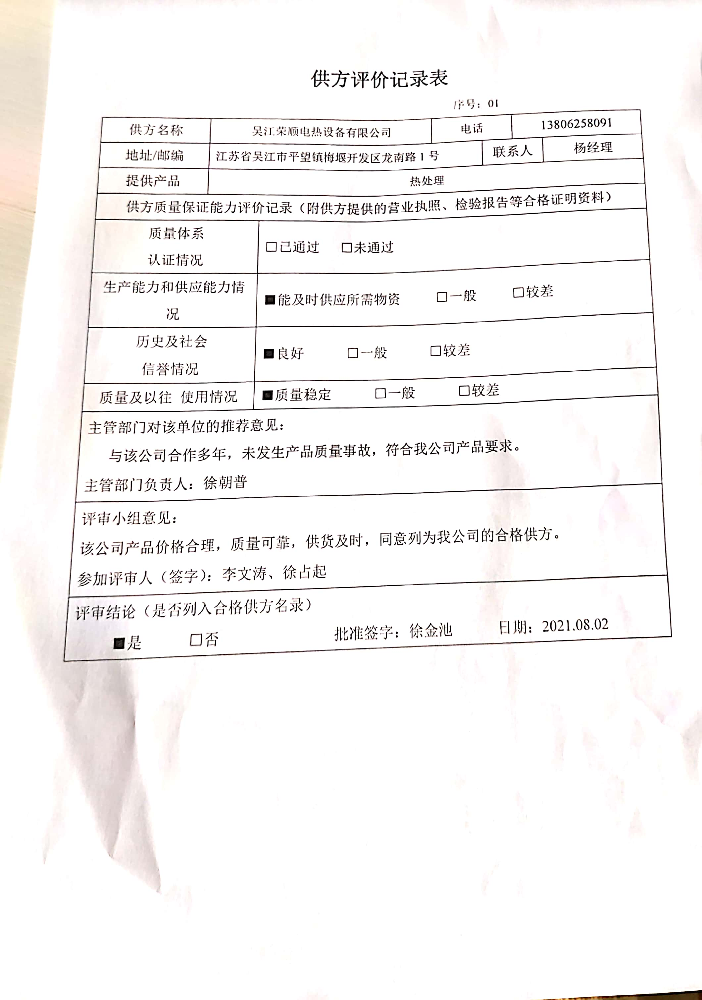 供方评价记录表
序号：01
供方名称 吴江荣顺电热设备有限公司 电话 13806258091
地址/邮编 江苏省吴江市平望镇梅堰开发区龙南路 1 号 联系人 杨经理
提供产品 热处理
供方质量保证能力评价记录（附供方提供的营业执照、检验报告等合格证明资料）
质量体系
认证情况
□已通过 □未通过
生产能力和供应能力情
况
■能及时供应所需物资 □一般 □较差
历史及社会
信誉情况
■良好 □一般 □较差
质量及以往 使用情况 ■质量稳定 □一般 □较差
主管部门对该单位的推荐意见：
与该公司合作多年，未发生产品质量事故，符合我公司产品要求。
主管部门负责人：徐朝普
评审小组意见：
该公司产品价格合理，质量可靠，供货及时，同意列为我公司的合格供方。
参加评审人（签字）：李文涛、徐占起
评审结论（是否列入合格供方名录）
■是 □否 批准签字：徐金池 日期：2021.08.02